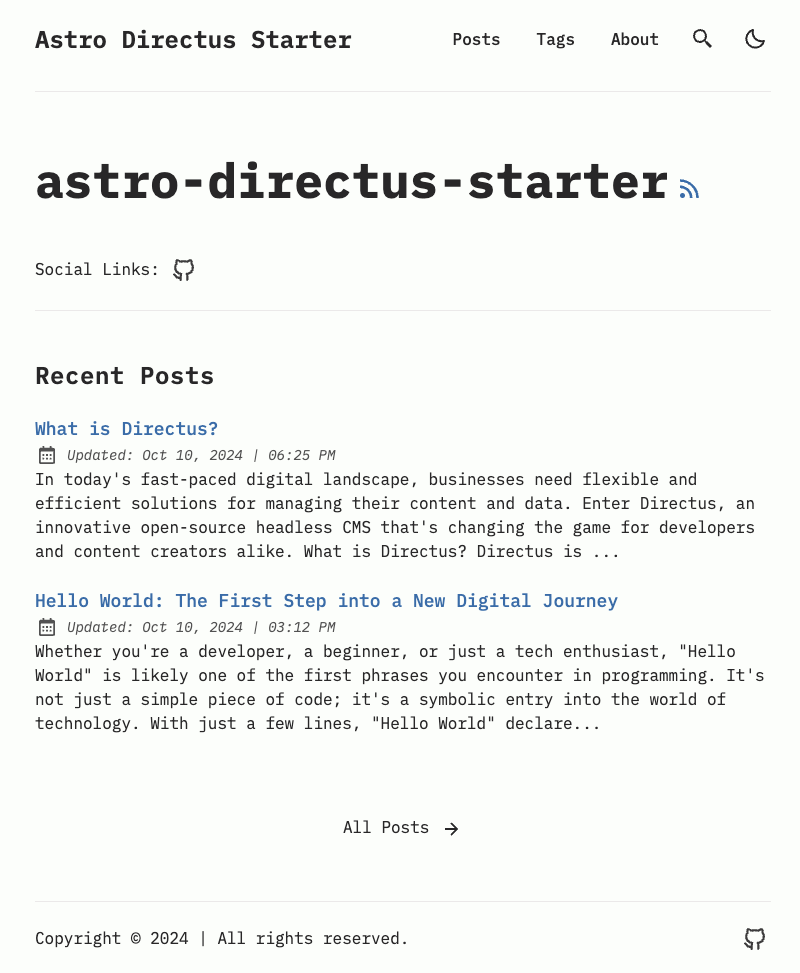 Astro Directus Starter
Posts Tags About
astro-directus-starter
Social Links:
Recent Posts
What is Directus?
Updated: Oct 10, 2024 | 06:25 PM
In today's fast-paced digital landscape, businesses need flexible and
efficient solutions for managing their content and data. Enter Directus, an
innovative open-source headless CMS that's changing the game for developers
and content creators alike. What is Directus? Directus is ...
Hello World: The First Step into a New Digital Journey
Updated: Oct 10, 2024 | 03:12 PM
Whether you're a developer, a beginner, or just a tech enthusiast, "Hello
World" is likely one of the first phrases you encounter in programming. It's
not just a simple piece of code; it's a symbolic entry into the world of
technology. With just a few lines, "Hello World" declare...
All Posts
Copyright © 2024 | All rights reserved.